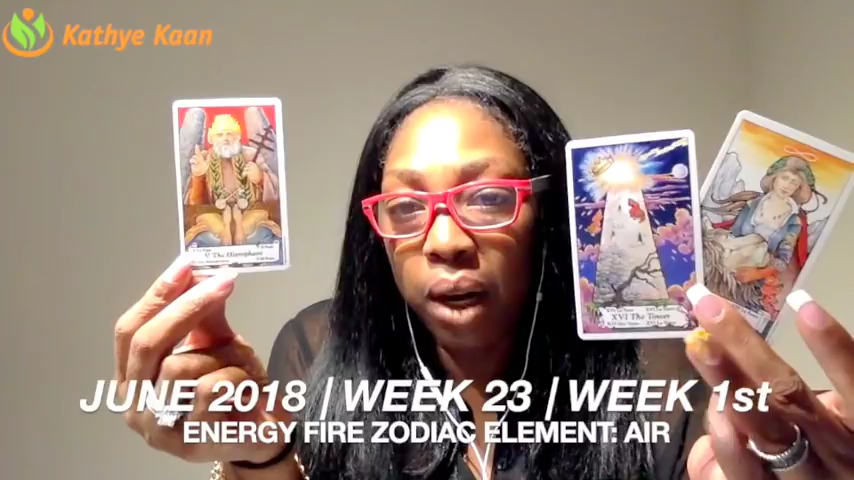 Kathye Kaan
V The Hierophant
XVI The Tower
JUNE 2018 | WEEK 23 | WEEK 1st
ENERGY FIRE ZODIAC ELEMENT: AIR